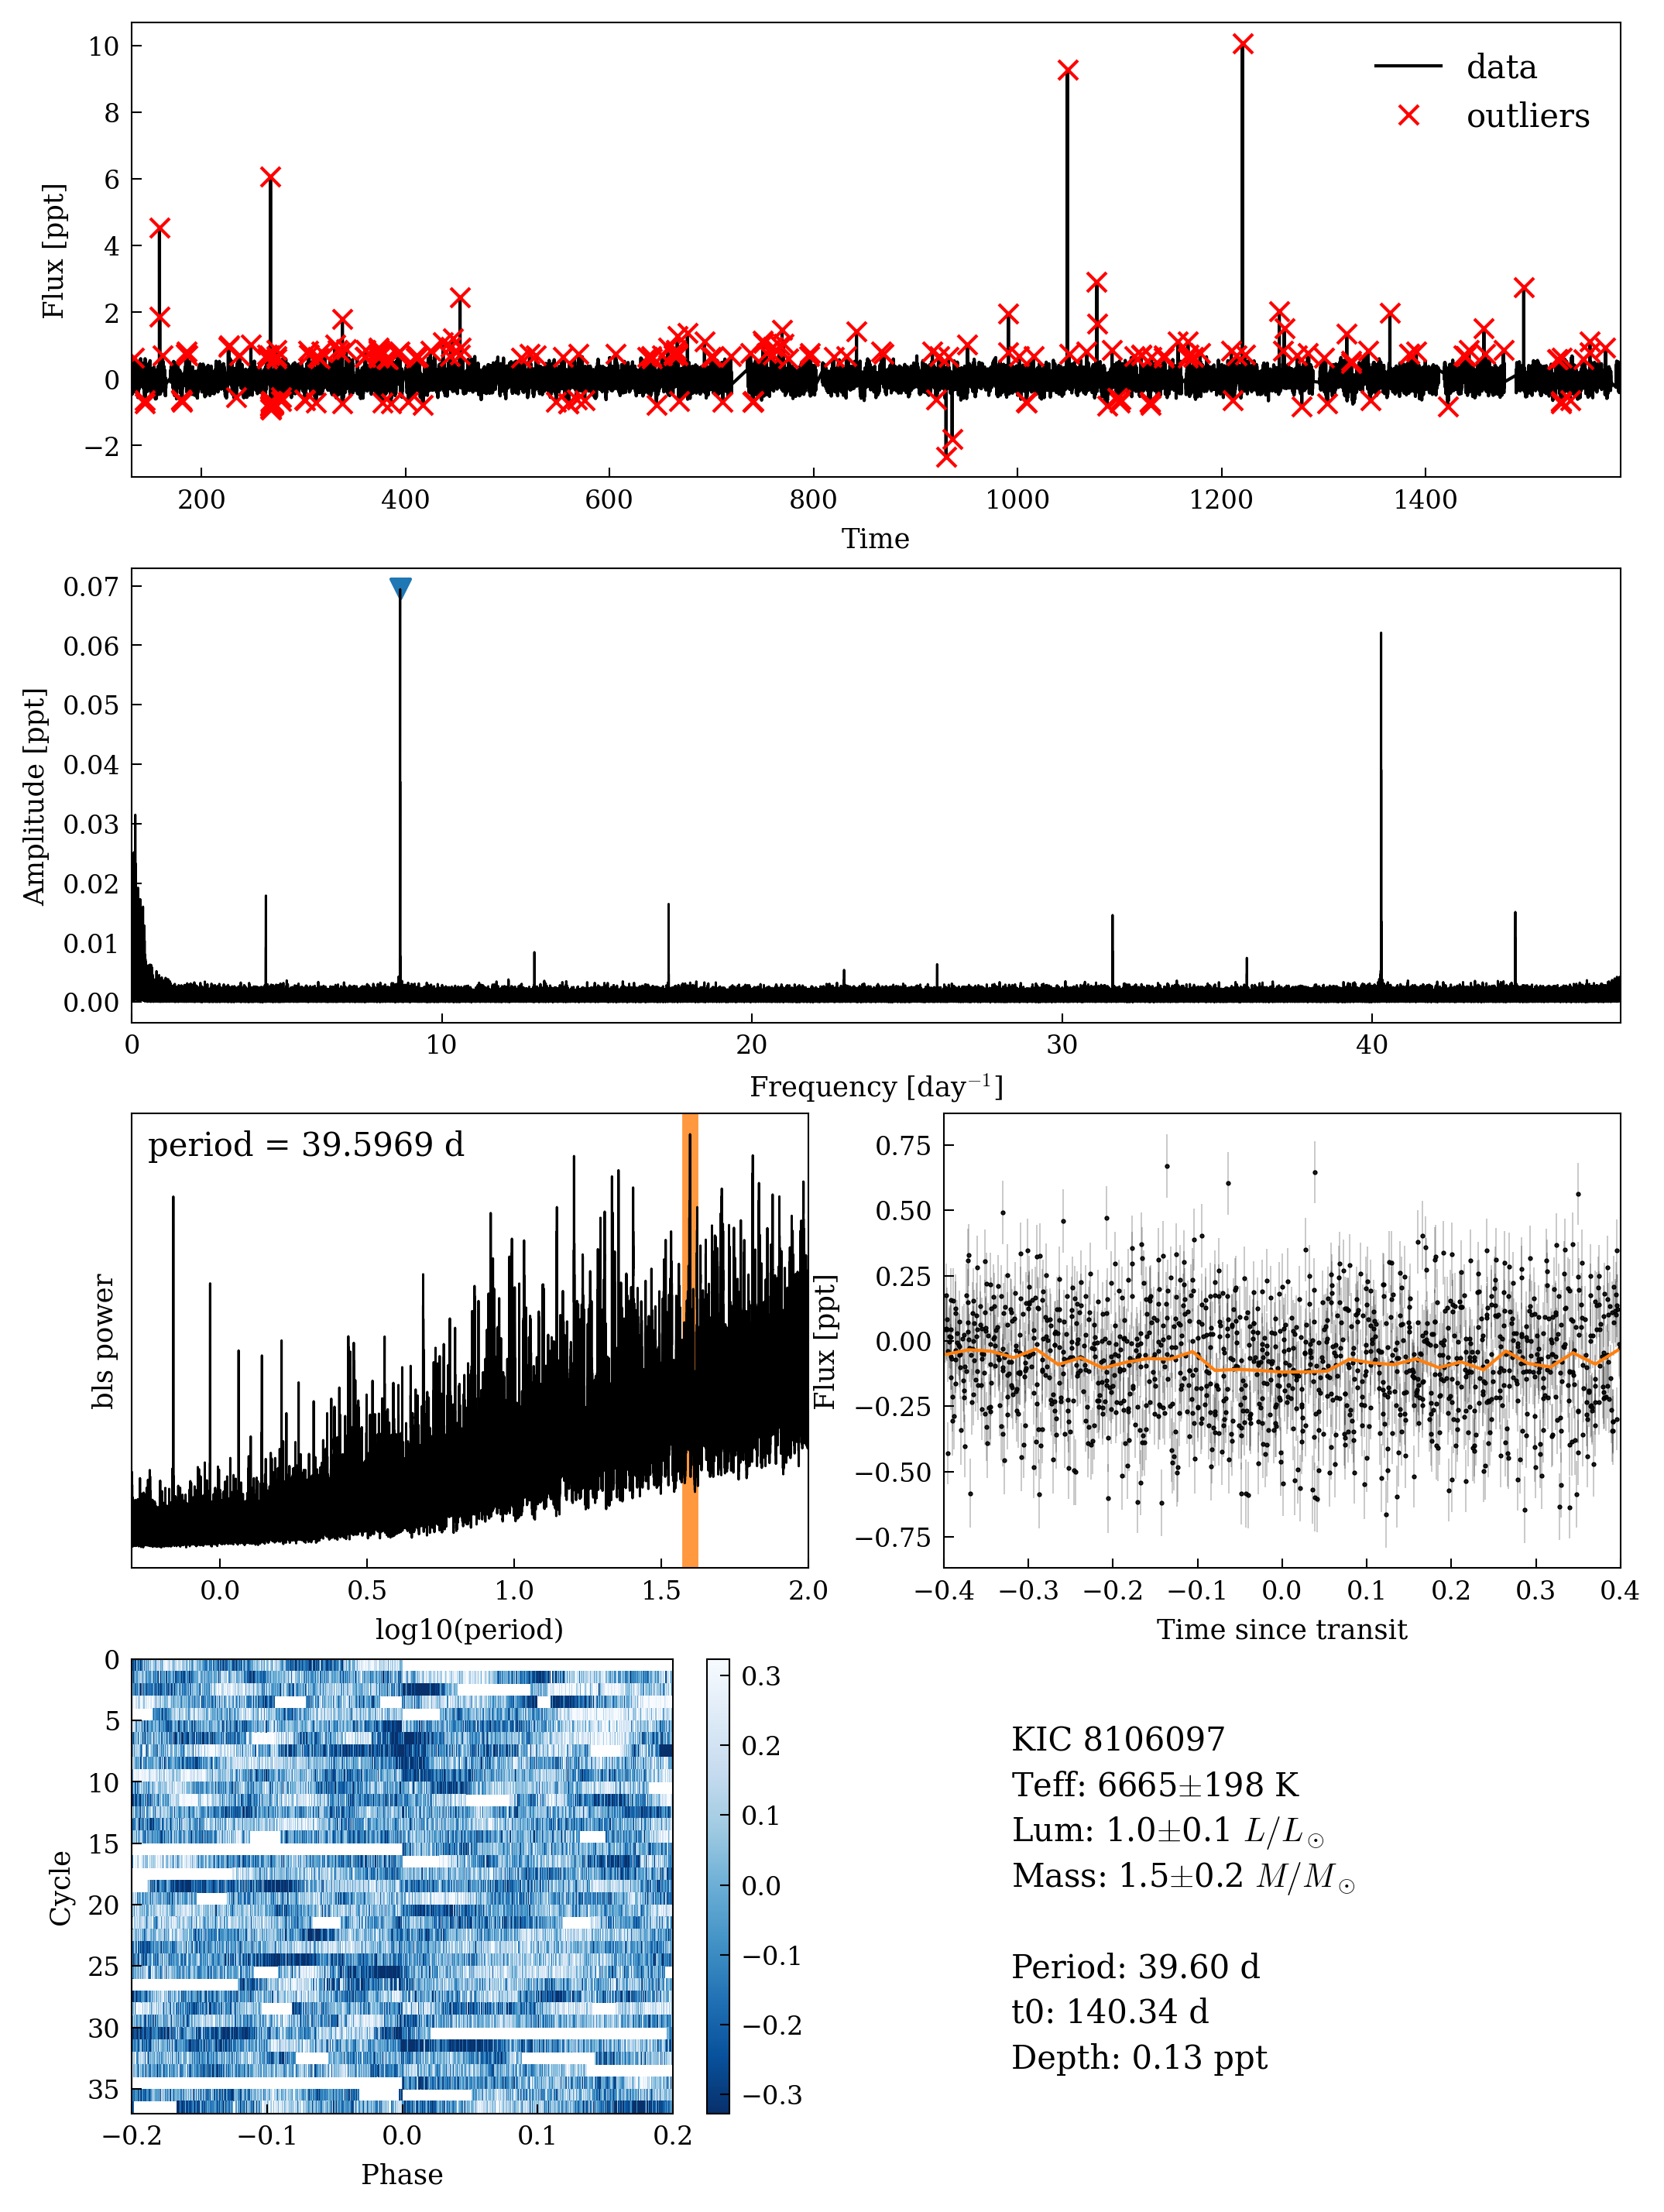 data
outliers
10
8
6
4
2
0
−2
Flux [ppt]
200 400 600 800 1000 1200 1400
Time
0.07
0.06
0.05
0.04
0.03
0.02
0.01
0.00
Amplitude [ppt]
0 10 20 30 40
Frequency [day⁻¹]
period = 39.5969 d
bls power
0.0 0.5 1.0 1.5 2.0
log10(period)
0.75
0.50
0.25
0.00
−0.25
−0.50
−0.75
Flux [ppt]
−0.4 −0.3 −0.2 −0.1 0.0 0.1 0.2 0.3 0.4
Time since transit
0
5
10
15
20
25
30
35
Cycle
−0.2 −0.1 0.0 0.1 0.2
Phase
0.3
0.2
0.1
0.0
−0.1
−0.2
−0.3
KIC 8106097
Teff: 6665±198 K
Lum: 1.0±0.1 L/L⊙
Mass: 1.5±0.2 M/M⊙
Period: 39.60 d
t0: 140.34 d
Depth: 0.13 ppt